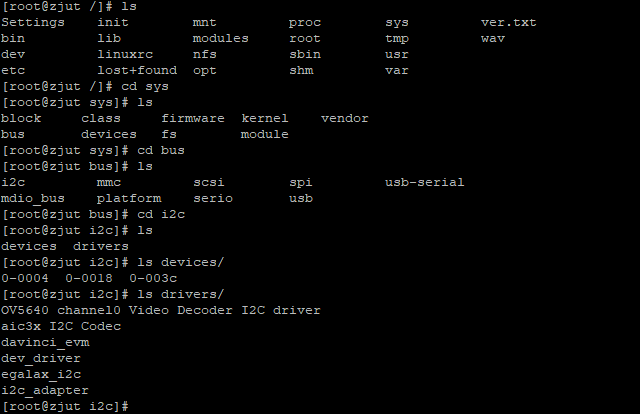 [root@zjut /]# ls
Settings    init        mnt         proc        sys         ver.txt
bin         lib         modules     root        tmp         wav
dev         linuxrc     nfs         sbin        usr
etc         lost+found  opt         shm         var
[root@zjut /]# cd sys
[root@zjut sys]# ls
block     class     firmware  kernel    vendor
bus       devices   fs        module
[root@zjut sys]# cd bus
[root@zjut bus]# ls
i2c         mmc         scsi        spi         usb-serial
mdio_bus    platform    serio       usb
[root@zjut bus]# cd i2c
[root@zjut i2c]# ls
devices  drivers
[root@zjut i2c]# ls devices/
0-0004  0-0018  0-003c
[root@zjut i2c]# ls drivers/
OV5640 channel0 Video Decoder I2C driver
aic3x I2C Codec
davinci_evm
dev_driver
egalax_i2c
i2c_adapter
[root@zjut i2c]#